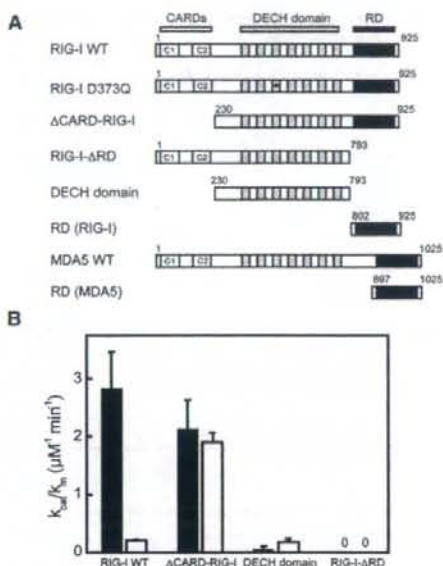 A
CARDs DECH domain RD
1 925
RIG-I WT C1 C2
1 925
RIG-I D373Q C1 C2 *
230 925
ΔCARD-RIG-I
1 793
RIG-I-ΔRD C1 C2
230 793
DECH domain
802 925
RD (RIG-I)
1 1025
MDA5 WT C1 C2
897 1025
RD (MDA5)
B
k_cat/k_m (μM⁻¹ min⁻¹)
3
2
1
0
0 0
RIG-I WT ΔCARD-RIG-I DECH domain RIG-I-ΔRD